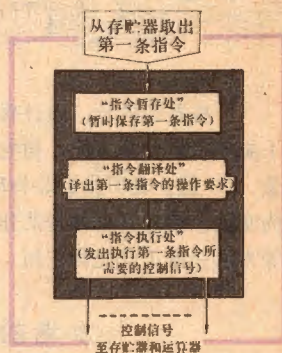 从存贮器取出
第一条指令
“指令暂存处”
(暂时保存第一条指令)
“指令翻译处”
(译出第一条指令的操作要求)
“指令执行处”
(发出执行第一条指令所
需要的控制信号)
控制信号
至存贮器和运算器